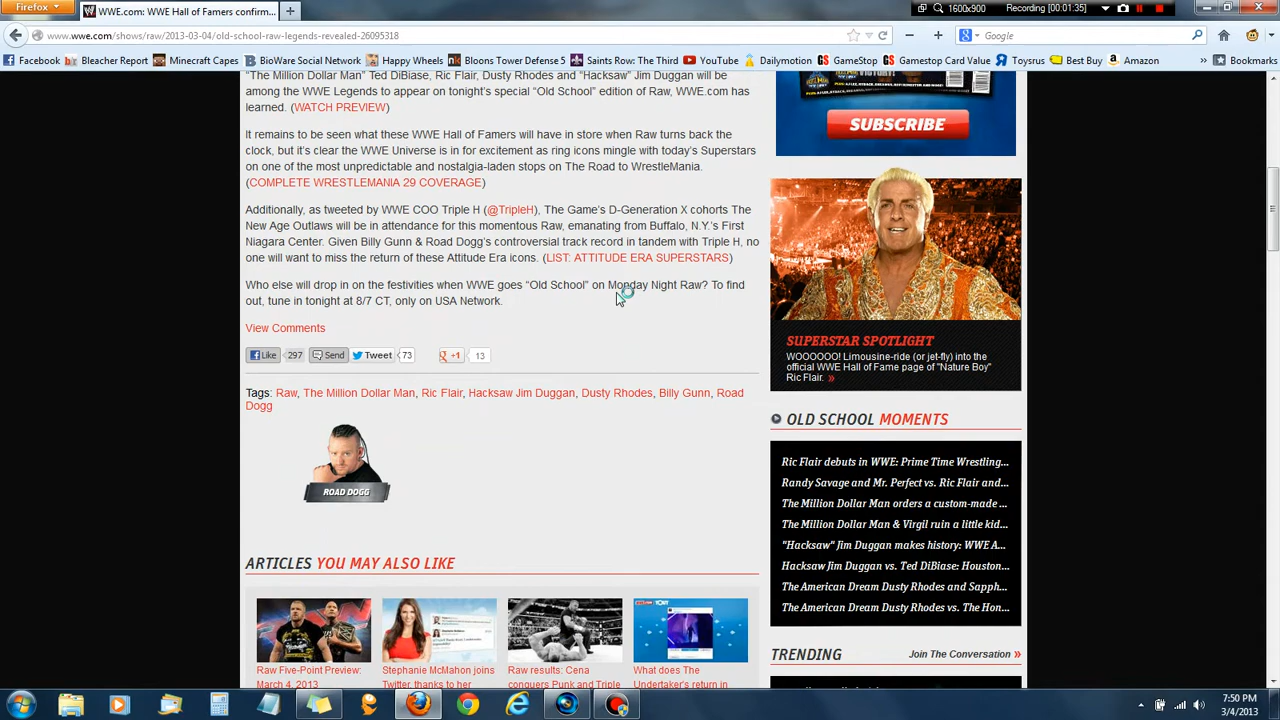 Firefox
WWE.com: WWE Hall of Famers confirm...
+
Recording [00:01:35]
1600x900
www.wwe.com/shows/raw/2013-03-04/old-school-raw-legends-revealed-26095318
Google
Facebook
Minecraft Capes
BioWare Social Network
Happy Wheels
Bloons Tower Defense 5
Saints Row: The Third
YouTube
Dailymotion
GameStop
Gamestop Card Value
Toysrus
Best Buy
Amazon
»
Bookmarks
"The Million Dollar Man" Ted DiBiase, Ric Flair, Dusty Rhodes and "Hacksaw" Jim Duggan will be
learned. (WATCH PREVIEW)
It remains to be seen what these WWE Hall of Famers will have in store when Raw turns back the
clock, but it's clear the WWE Universe is in for excitement as ring icons mingle with today's Superstars
on one of the most unpredictable and nostalgia-laden stops on The Road to WrestleMania.
(COMPLETE WRESTLEMANIA 29 COVERAGE)
Additionally, as tweeted by WWE COO Triple H (@TripleH), The Game's D-Generation X cohorts The
New Age Outlaws will be in attendance for this momentous Raw, emanating from Buffalo, N.Y.'s First
Niagara Center. Given Billy Gunn & Road Dogg's controversial track record in tandem with Triple H, no
one will want to miss the return of these Attitude Era icons. (LIST: ATTITUDE ERA SUPERSTARS)
Who else will drop in on the festivities when WWE goes "Old School" on Monday Night Raw? To find
out, tune in tonight at 8/7 CT, only on USA Network.
View Comments
Like 297 Send Tweet 73 +1 13
Tags: Raw, The Million Dollar Man, Ric Flair, Hacksaw Jim Duggan, Dusty Rhodes, Billy Gunn, Road
Dogg
ROAD DOGG
ARTICLES YOU MAY ALSO LIKE
Raw Five-Point Preview:
March 4, 2013
Stephanie McMahon joins
Twitter, thanks to her
Raw results: Cena
conquers Punk and Triple
What does The
Undertaker's return in
SUBSCRIBE
SUPERSTAR SPOTLIGHT
WOOOOOO! Limousine-ride (or jet-fly) into the
official WWE Hall of Fame page of "Nature Boy"
Ric Flair. »
OLD SCHOOL MOMENTS
Ric Flair debuts in WWE: Prime Time Wrestling...
Randy Savage and Mr. Perfect vs. Ric Flair and...
The Million Dollar Man orders a custom-made ...
The Million Dollar Man & Virgil ruin a little kid...
"Hacksaw" Jim Duggan makes history: WWE A...
Hacksaw Jim Duggan vs. Ted DiBiase: Houston...
The American Dream Dusty Rhodes and Sapph...
The American Dream Dusty Rhodes vs. The Hon...
TRENDING
Join The Conversation »
7:50 PM
3/4/2013